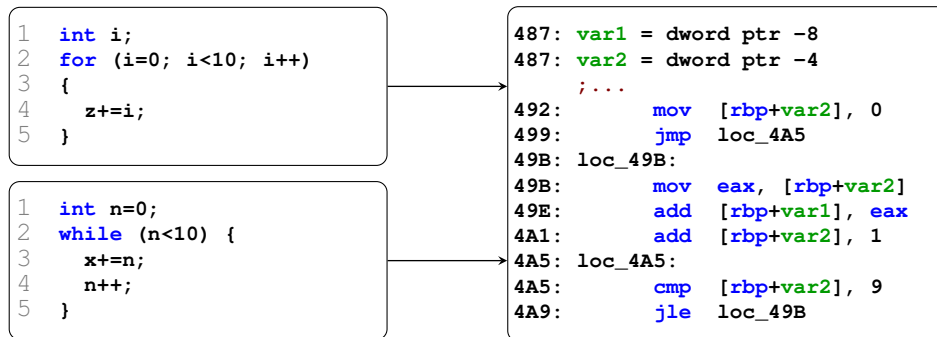 1 int i;
2 for (i=0; i<10; i++)
3 {
4   z+=i;
5 }
1 int n=0;
2 while (n<10) {
3   x+=n;
4   n++;
5 }
487: var1 = dword ptr −8
487: var2 = dword ptr −4
;...
492: mov [rbp+var2], 0
499: jmp loc_4A5
49B: loc_49B:
49B: mov eax, [rbp+var2]
49E: add [rbp+var1], eax
4A1: add [rbp+var2], 1
4A5: loc_4A5:
4A5: cmp [rbp+var2], 9
4A9: jle loc_49B